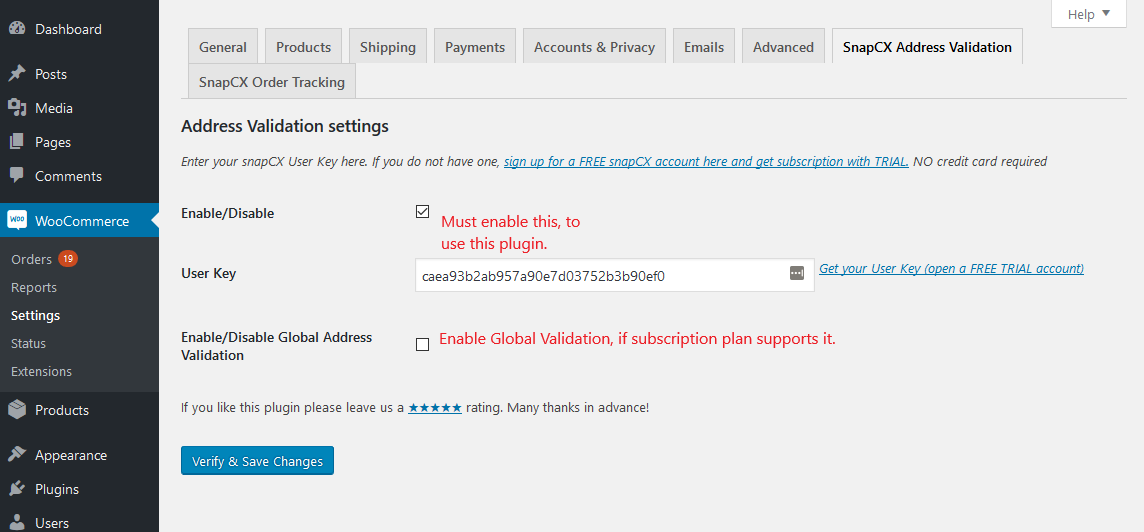 Help
Dashboard
Posts
Media
Pages
Comments
WOO WooCommerce
Orders 19
Reports
Settings
Status
Extensions
Products
Appearance
Plugins
Users
General Products Shipping Payments Accounts & Privacy Emails Advanced SnapCX Address Validation
SnapCX Order Tracking
Address Validation settings
Enter your snapCX User Key here. If you do not have one, sign up for a FREE snapCX account here and get subscription with TRIAL. NO credit card required
Enable/Disable
Must enable this, to
use this plugin.
User Key caea93b2ab957a90e7d03752b3b90ef0 Get your User Key (open a FREE TRIAL account)
Enable/Disable Global Address
Validation
Enable Global Validation, if subscription plan supports it.
If you like this plugin please leave us a ★★★★★ rating. Many thanks in advance!
Verify & Save Changes